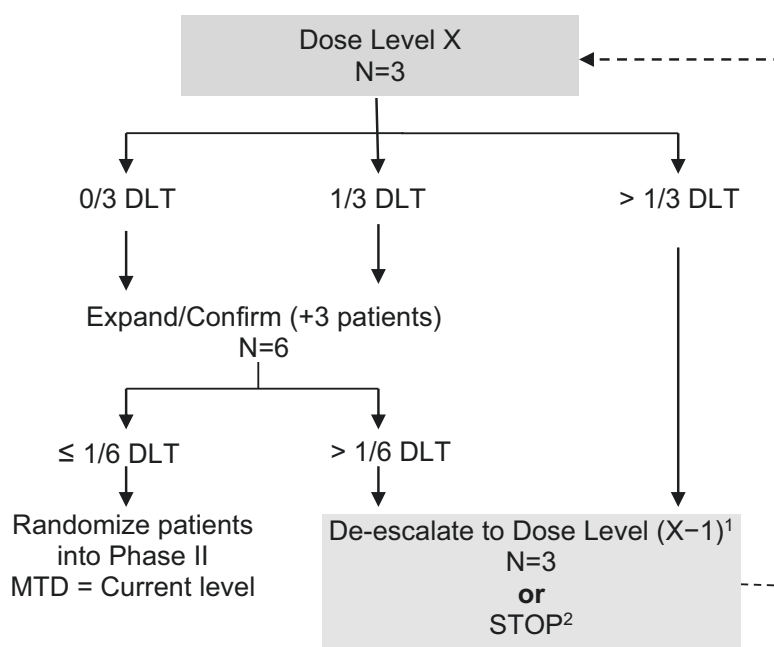 Dose Level X
N=3
0/3 DLT
1/3 DLT
> 1/3 DLT
Expand/Confirm (+3 patients)
N=6
≤ 1/6 DLT
> 1/6 DLT
Randomize patients
into Phase II
MTD = Current level
De-escalate to Dose Level (X−1)¹
N=3
or
STOP²